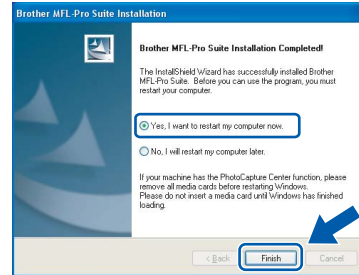 Brother MFL-Pro Suite Installation
Brother MFL-Pro Suite Installation Completed!
The InstallShield Wizard has successfully installed Brother
MFL-Pro Suite. Before you can use the program, you must
restart your computer.
Yes, I want to restart my computer now.
No, I will restart my computer later.
If your machine has the PhotoCapture Center function, please
remove all media cards before restarting Windows.
Please do not insert a media card until Windows has finished
loading.
< Back
Finish
Cancel